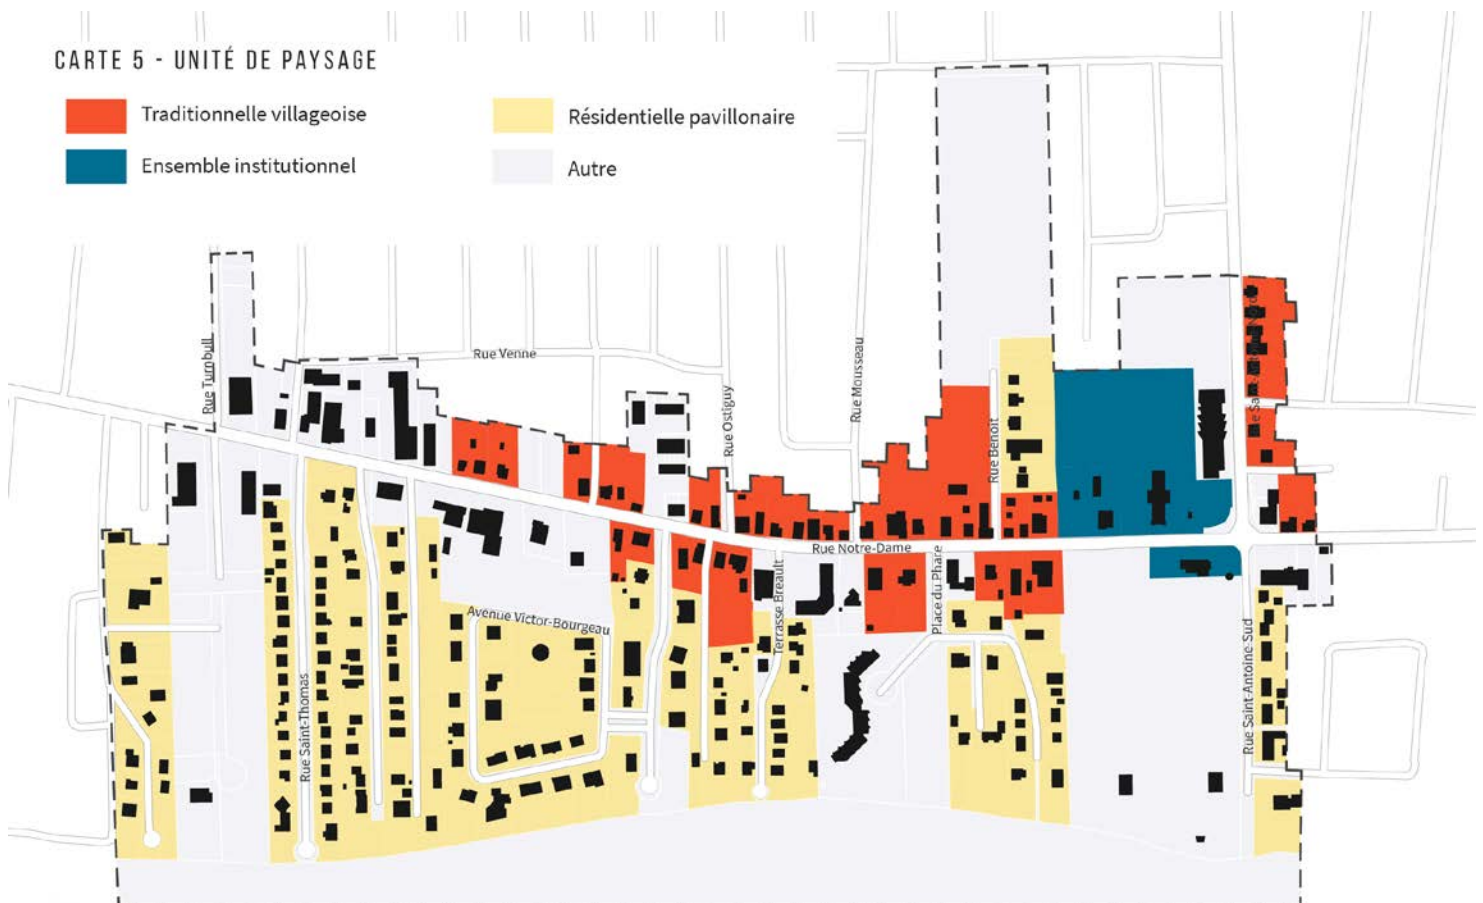 CARTE 5 - UNITÉ DE PAYSAGE
Traditionnelle villageoise
Résidentielle pavillonaire
Ensemble institutionnel
Autre
Rue Turnbull
Rue Venne
Rue Ostiguy
Rue Mousseau
Rue Benoit
Rue Notre-Dame
Avenue Victor-Bourgeau
Terrasse Breault
Place du Phare
Rue Saint-Thomas
Rue Saint-Antoine Sud